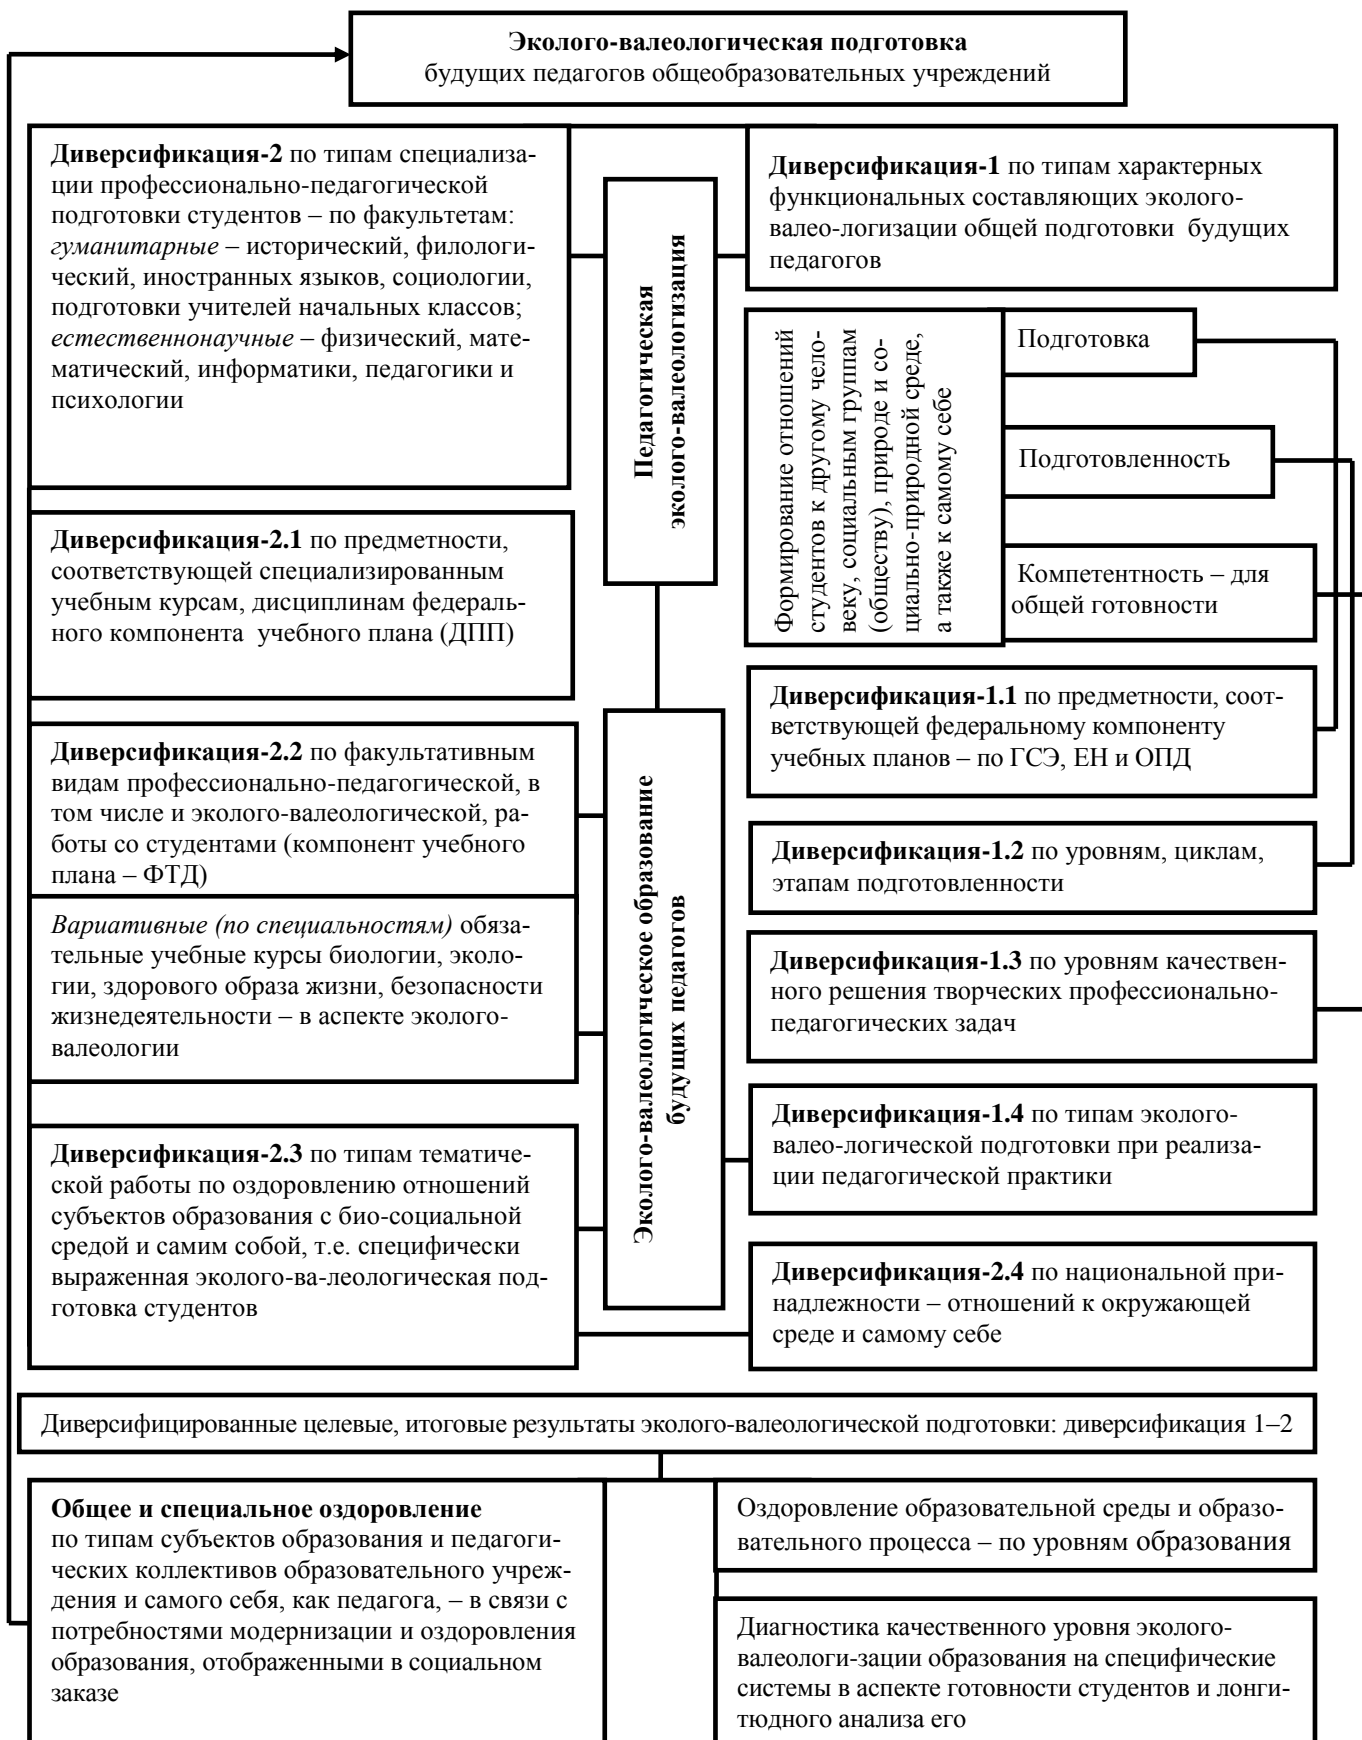 Эколого-валеологическая подготовка
будущих педагогов общеобразовательных учреждений
Диверсификация-2 по типам специализа-
ции профессионально-педагогической
подготовки студентов – по факультетам:
гуманитарные – исторический, филологи-
ческий, иностранных языков, социологии,
подготовки учителей начальных классов;
естественнонаучные – физический, мате-
матический, информатики, педагогики и
психологии
Педагогическая
эколого-валеологизация
Диверсификация-1 по типам характерных
функциональных составляющих эколого-
валео-логизации общей подготовки будущих
педагогов
Формирование отношений
студентов к другому чело-
веку, социальным группам
(обществу), природе и со-
циально-природной среде,
а также к самому себе
Подготовка
Подготовленность
Компетентность – для
общей готовности
Диверсификация-2.1 по предметности,
соответствующей специализированным
учебным курсам, дисциплинам федераль-
ного компонента учебного плана (ДПП)
Диверсификация-2.2 по факультативным
видам профессионально-педагогической, в
том числе и эколого-валеологической, ра-
боты со студентами (компонент учебного
плана – ФТД)
Вариативные (по специальностям) обяза-
тельные учебные курсы биологии, эколо-
гии, здорового образа жизни, безопасности
жизнедеятельности – в аспекте эколого-
валеологии
Диверсификация-2.3 по типам тематиче-
ской работы по оздоровлению отношений
субъектов образования с био-социальной
средой и самим собой, т.е. специфически
выраженная эколого-ва-леологическая под-
готовка студентов
Эколого-валеологическое образование
будущих педагогов
Диверсификация-1.1 по предметности, соот-
ветствующей федеральному компоненту
учебных планов – по ГСЭ, ЕН и ОПД
Диверсификация-1.2 по уровням, циклам,
этапам подготовленности
Диверсификация-1.3 по уровням качествен-
ного решения творческих профессионально-
педагогических задач
Диверсификация-1.4 по типам эколого-
валео-логической подготовки при реализа-
ции педагогической практики
Диверсификация-2.4 по национальной при-
надлежности – отношений к окружающей
среде и самому себе
Диверсифицированные целевые, итоговые результаты эколого-валеологической подготовки: диверсификация 1–2
Общее и специальное оздоровление
по типам субъектов образования и педагоги-
ческих коллективов образовательного учреж-
дения и самого себя, как педагога, – в связи с
потребностями модернизации и оздоровления
образования, отображенными в социальном
заказе
Оздоровление образовательной среды и образо-
вательного процесса – по уровням образования
Диагностика качественного уровня эколого-
валеологи-зации образования на специфические
системы в аспекте готовности студентов и лонги-
тюдного анализа его